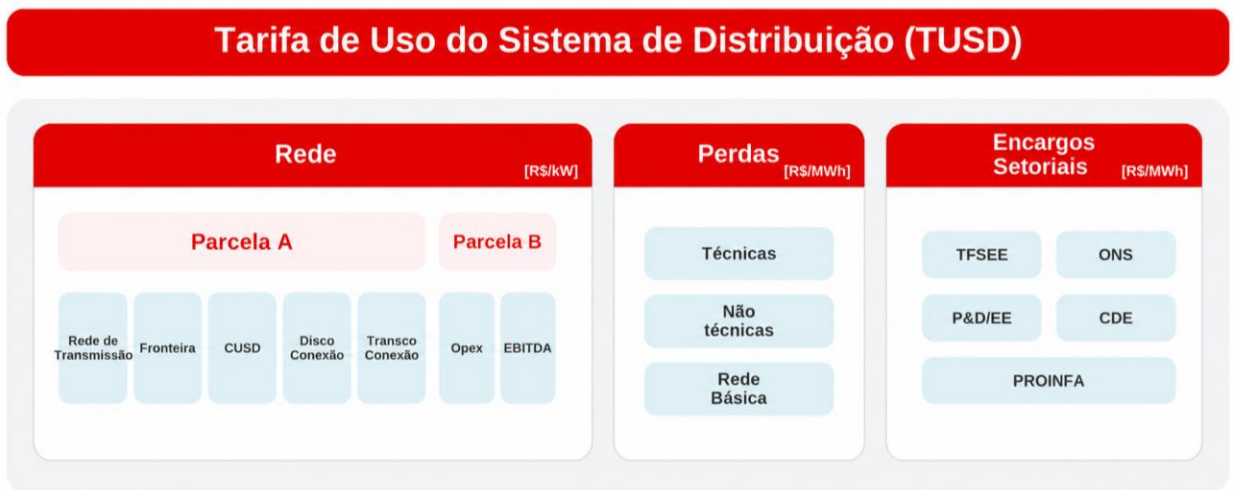 Tarifa de Uso do Sistema de Distribuição (TUSD)
Rede
[R$/kW]
Parcela A
Parcela B
Rede de
Transmissão
Fronteira
CUSD
Disco
Conexão
Transco
Conexão
Opex
EBITDA
Perdas
[R$/MWh]
Técnicas
Não
técnicas
Rede
Básica
Encargos
Setoriais
[R$/MWh]
TFSEE
ONS
P&D/EE
CDE
PROINFA